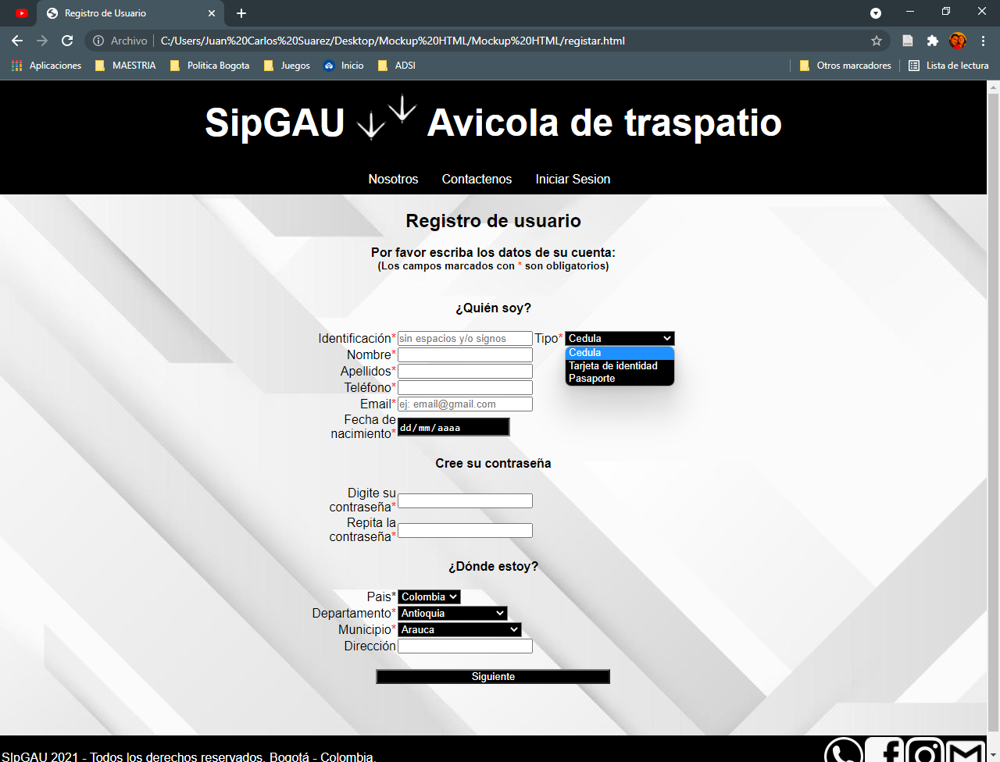 Registro de Usuario
Archivo C:/Users/Juan%20Carlos%20Suarez/Desktop/Mockup%20HTML/Mockup%20HTML/registar.html
Aplicaciones MAESTRIA Politica Bogota Juegos Inicio ADSI Otros marcadores Lista de lectura
SipGAU Avicola de traspatio
Nosotros Contactenos Iniciar Sesion
Registro de usuario
Por favor escriba los datos de su cuenta:
(Los campos marcados con * son obligatorios)
¿Quién soy?
Identificación* sin espacios y/o signos Tipo* Cedula
Cedula
Nombre*
Tarjeta de identidad
Apellidos*
Pasaporte
Teléfono*
Email* ej: email@gmail.com
Fecha de
nacimiento* dd/mm/aaaa
Cree su contraseña
Digite su
contraseña*
Repita la
contraseña*
¿Dónde estoy?
Pais* Colombia
Departamento* Antioquia
Municipio* Arauca
Dirección
Siguiente
SIpGAU 2021 - Todos los derechos reservados. Bogotá - Colombia.